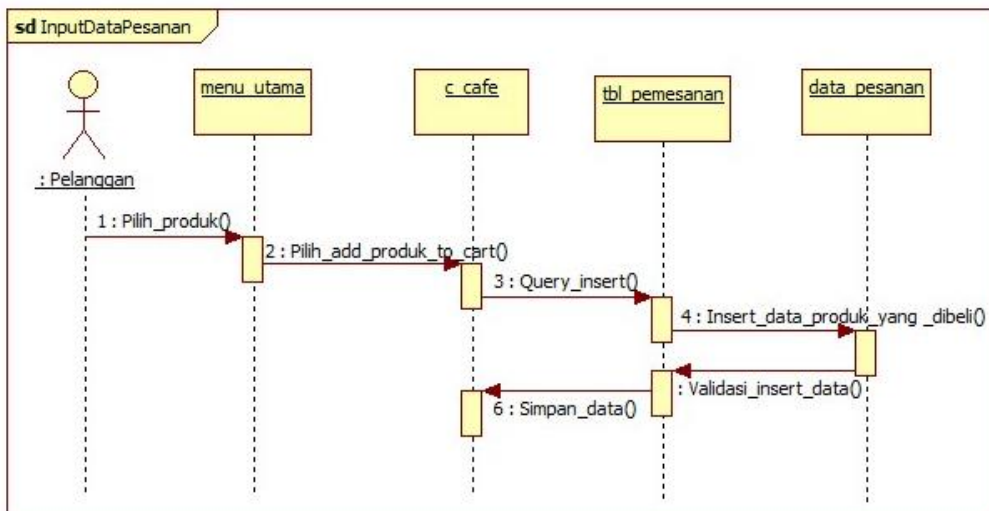 sd InputDataPesanan
menu_utama
c_cafe
tbl_pemesanan
data_pesanan
: Pelanggan
1 : Pilih_produk()
2 : Pilih_add_produk_to_cart()
3 : Query_insert()
4 : Insert_data_produk_yang _dibeli()
: Validasi_insert_data()
6 : Simpan_data()